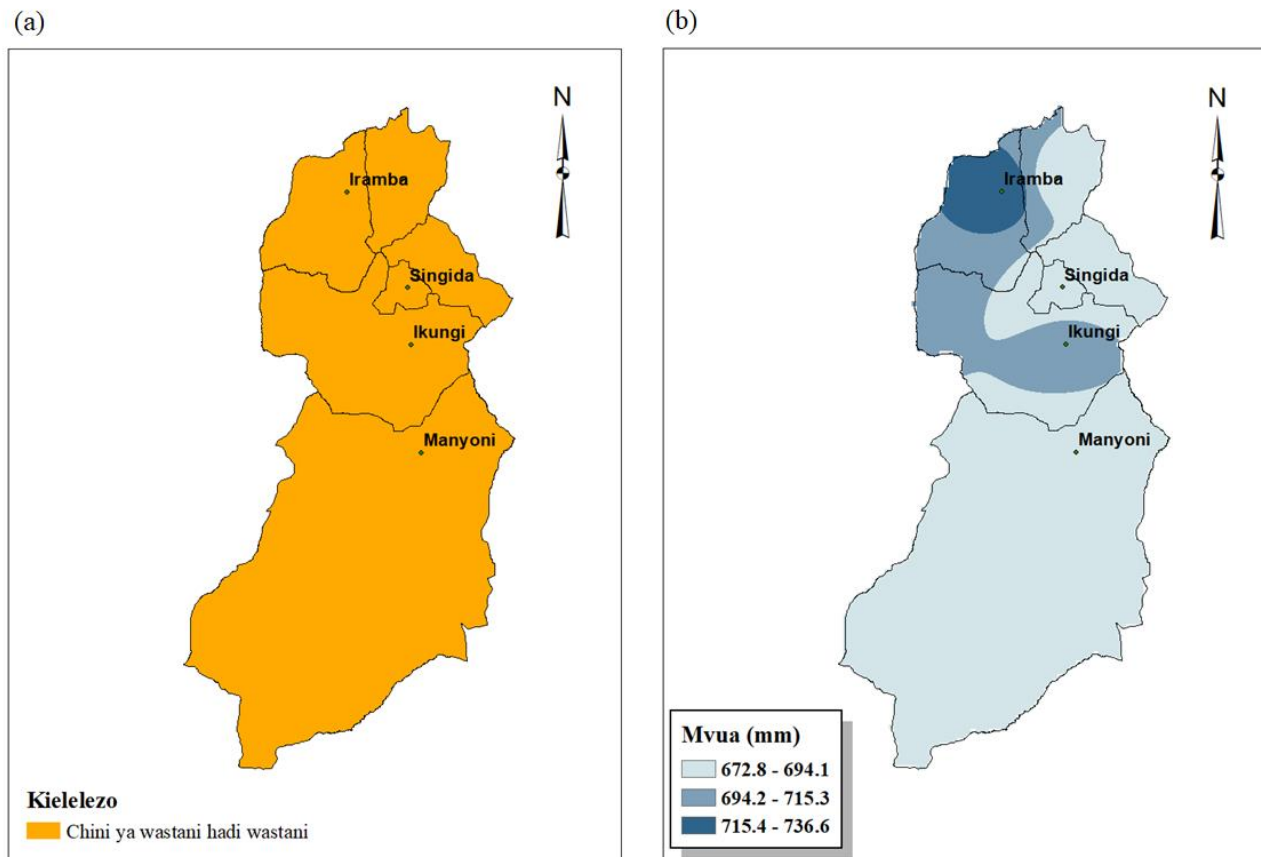 (a)
N
Iramba
Singida
Ikungi
Manyoni
Kielelezo
Chini ya wastani hadi wastani
(b)
N
Iramba
Singida
Ikungi
Manyoni
Mvua (mm)
672.8 - 694.1
694.2 - 715.3
715.4 - 736.6